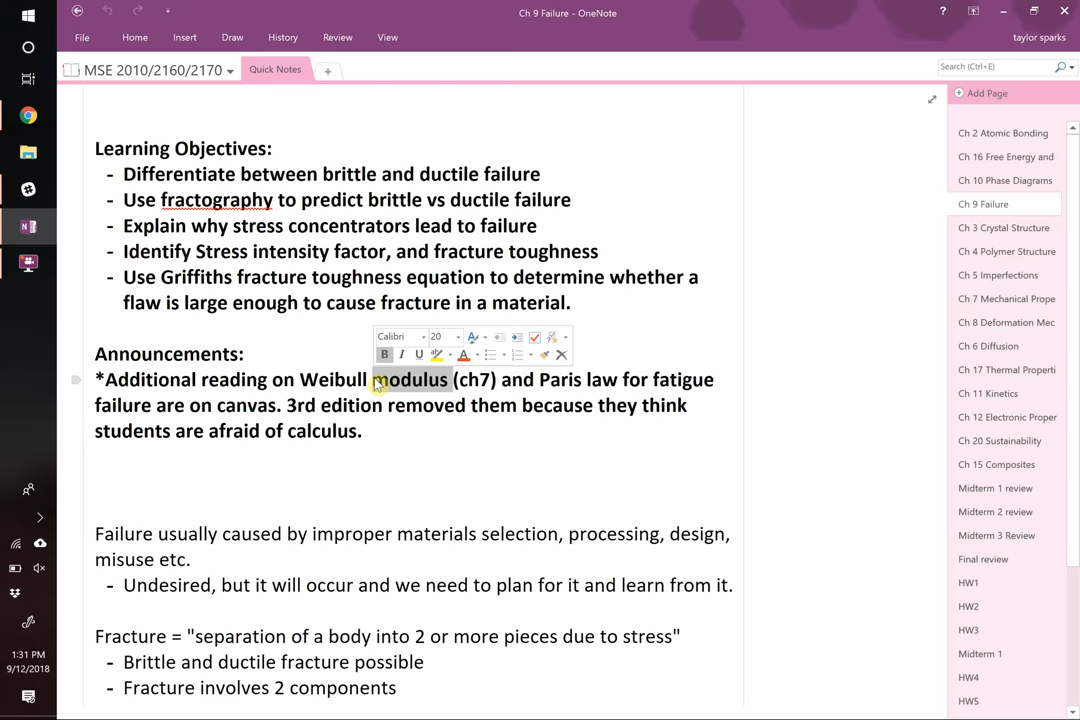 Ch 9 Failure - OneNote
?
File Home Insert Draw History Review View
taylor sparks
MSE 2010/2160/2170
Quick Notes
+
Search (Ctrl+E)
Add Page
Learning Objectives:
- Differentiate between brittle and ductile failure
- Use fractography to predict brittle vs ductile failure
- Explain why stress concentrators lead to failure
- Identify Stress intensity factor, and fracture toughness
- Use Griffiths fracture toughness equation to determine whether a
flaw is large enough to cause fracture in a material.
Calibri 20
B I U ab A
Announcements:
*Additional reading on Weibull modulus (ch7) and Paris law for fatigue
failure are on canvas. 3rd edition removed them because they think
students are afraid of calculus.
Failure usually caused by improper materials selection, processing, design,
misuse etc.
- Undesired, but it will occur and we need to plan for it and learn from it.
Fracture = "separation of a body into 2 or more pieces due to stress"
- Brittle and ductile fracture possible
- Fracture involves 2 components
Ch 2 Atomic Bonding
Ch 16 Free Energy and
Ch 10 Phase Diagrams
Ch 9 Failure
Ch 3 Crystal Structure
Ch 4 Polymer Structure
Ch 5 Imperfections
Ch 7 Mechanical Prope
Ch 8 Deformation Mec
Ch 6 Diffusion
Ch 17 Thermal Properti
Ch 11 Kinetics
Ch 12 Electronic Proper
Ch 20 Sustainability
Ch 15 Composites
Midterm 1 review
Midterm 2 review
Midterm 3 Review
Final review
HW1
HW2
HW3
Midterm 1
HW4
HW5
1:31 PM
9/12/2018